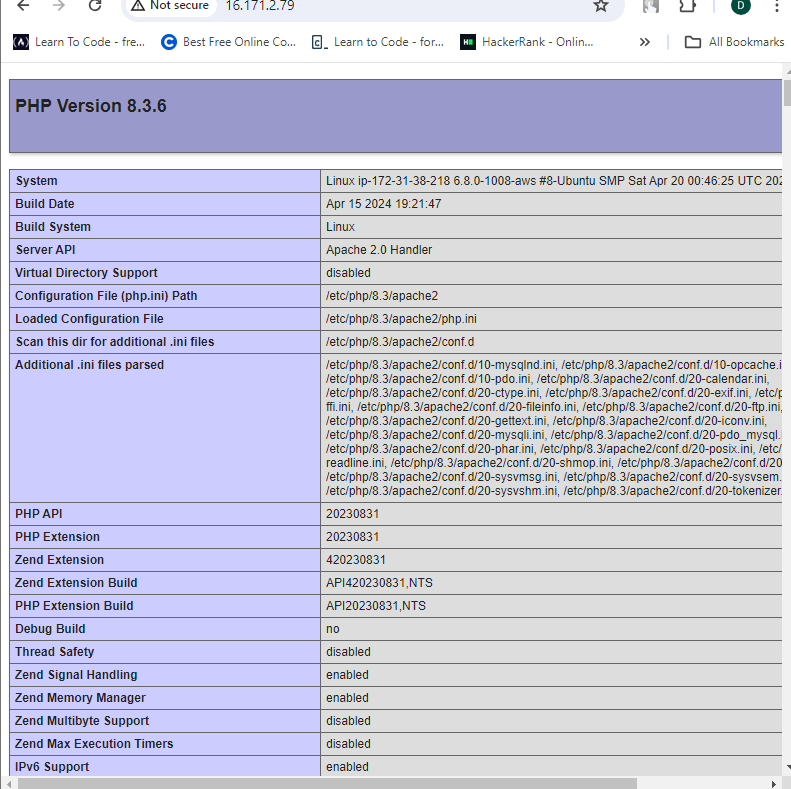 Not secure 16.171.2.79 D
Learn To Code - fre... Best Free Online Co... Learn to Code - for... HackerRank - Onlin... » All Bookmarks
PHP Version 8.3.6
System Linux ip-172-31-38-218 6.8.0-1008-aws #8-Ubuntu SMP Sat Apr 20 00:46:25 UTC 202
Build Date Apr 15 2024 19:21:47
Build System Linux
Server API Apache 2.0 Handler
Virtual Directory Support disabled
Configuration File (php.ini) Path /etc/php/8.3/apache2
Loaded Configuration File /etc/php/8.3/apache2/php.ini
Scan this dir for additional .ini files /etc/php/8.3/apache2/conf.d
Additional .ini files parsed /etc/php/8.3/apache2/conf.d/10-mysqlnd.ini, /etc/php/8.3/apache2/conf.d/10-opcache.i
/etc/php/8.3/apache2/conf.d/10-pdo.ini, /etc/php/8.3/apache2/conf.d/20-calendar.ini,
/etc/php/8.3/apache2/conf.d/20-ctype.ini, /etc/php/8.3/apache2/conf.d/20-exif.ini, /etc/p
ffi.ini, /etc/php/8.3/apache2/conf.d/20-fileinfo.ini, /etc/php/8.3/apache2/conf.d/20-ftp.ini,
/etc/php/8.3/apache2/conf.d/20-gettext.ini, /etc/php/8.3/apache2/conf.d/20-iconv.ini,
/etc/php/8.3/apache2/conf.d/20-mysqli.ini, /etc/php/8.3/apache2/conf.d/20-pdo_mysql.
/etc/php/8.3/apache2/conf.d/20-phar.ini, /etc/php/8.3/apache2/conf.d/20-posix.ini, /etc/
readline.ini, /etc/php/8.3/apache2/conf.d/20-shmop.ini, /etc/php/8.3/apache2/conf.d/20
/etc/php/8.3/apache2/conf.d/20-sysvmsg.ini, /etc/php/8.3/apache2/conf.d/20-sysvsem.
/etc/php/8.3/apache2/conf.d/20-sysvshm.ini, /etc/php/8.3/apache2/conf.d/20-tokenizer.
PHP API 20230831
PHP Extension 20230831
Zend Extension 420230831
Zend Extension Build API420230831,NTS
PHP Extension Build API20230831,NTS
Debug Build no
Thread Safety disabled
Zend Signal Handling enabled
Zend Memory Manager enabled
Zend Multibyte Support disabled
Zend Max Execution Timers disabled
IPv6 Support enabled